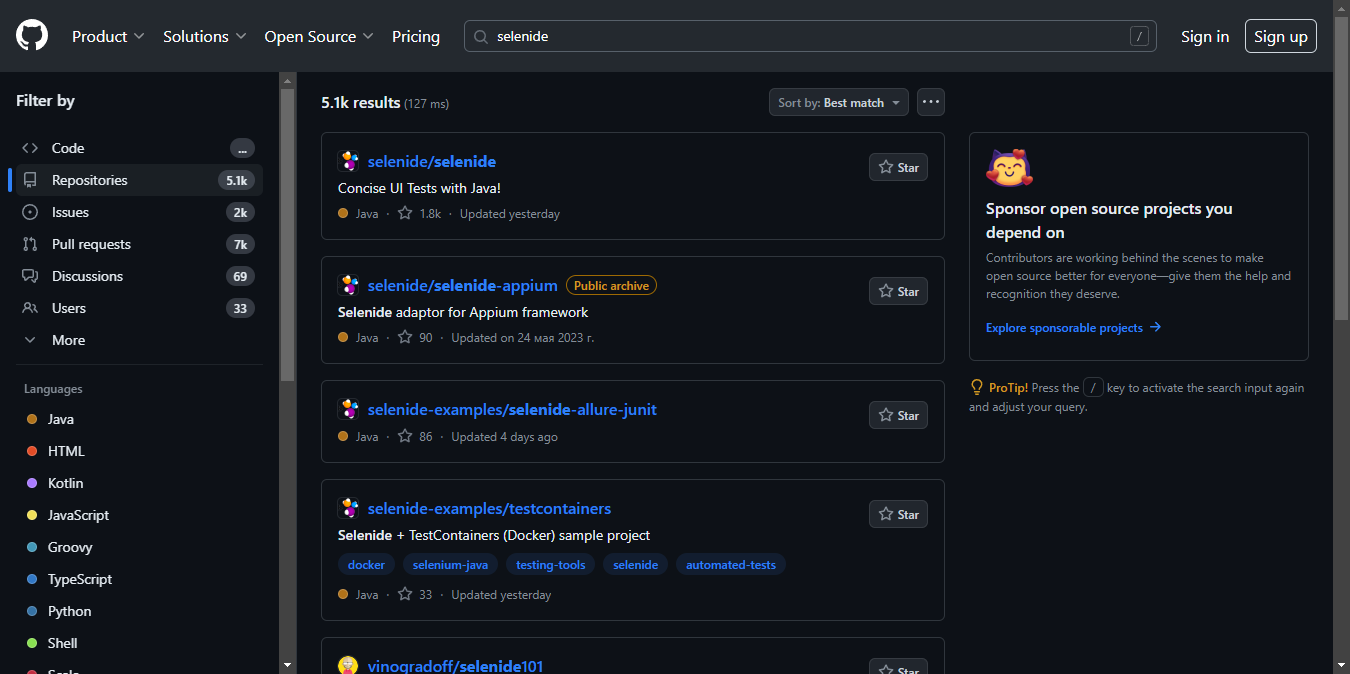 Product Solutions Open Source Pricing selenide / Sign in Sign up
Filter by
Code ...
Repositories 5.1k
Issues 2k
Pull requests 7k
Discussions 69
Users 33
More
Languages
Java
HTML
Kotlin
JavaScript
Groovy
TypeScript
Python
Shell
Scala
5.1k results (127 ms)
Sort by: Best match
selenide/selenide
Star
Concise UI Tests with Java!
Java · 1.8k · Updated yesterday
selenide/selenide-appium Public archive
Star
Selenide adaptor for Appium framework
Java · 90 · Updated on 24 мая 2023 г.
selenide-examples/selenide-allure-junit
Star
Java · 86 · Updated 4 days ago
selenide-examples/testcontainers
Star
Selenide + TestContainers (Docker) sample project
docker selenium-java testing-tools selenide automated-tests
Java · 33 · Updated yesterday
vinogradoff/selenide101
Star
Sponsor open source projects you
depend on
Contributors are working behind the scenes to make
open source better for everyone—give them the help and
recognition they deserve.
Explore sponsorable projects →
ProTip! Press the / key to activate the search input again
and adjust your query.